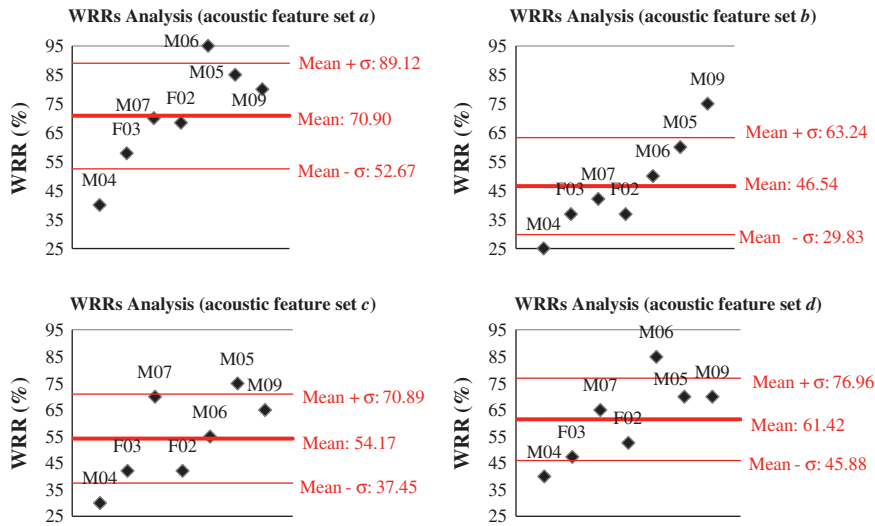 WRRs Analysis (acoustic feature set a)
WRR (%)
95
85
75
65
55
45
35
25
M04
F03
M07
F02
M06
M05
M09
Mean + σ: 89.12
Mean: 70.90
Mean - σ: 52.67
WRRs Analysis (acoustic feature set b)
WRR (%)
95
85
75
65
55
45
35
25
M04
F03
M07
F02
M06
M05
M09
Mean + σ: 63.24
Mean: 46.54
Mean - σ: 29.83
WRRs Analysis (acoustic feature set c)
WRR (%)
95
85
75
65
55
45
35
25
M04
F03
M07
F02
M06
M05
M09
Mean + σ: 70.89
Mean: 54.17
Mean - σ: 37.45
WRRs Analysis (acoustic feature set d)
WRR (%)
95
85
75
65
55
45
35
25
M04
F03
M07
F02
M06
M05
M09
Mean + σ: 76.96
Mean: 61.42
Mean - σ: 45.88